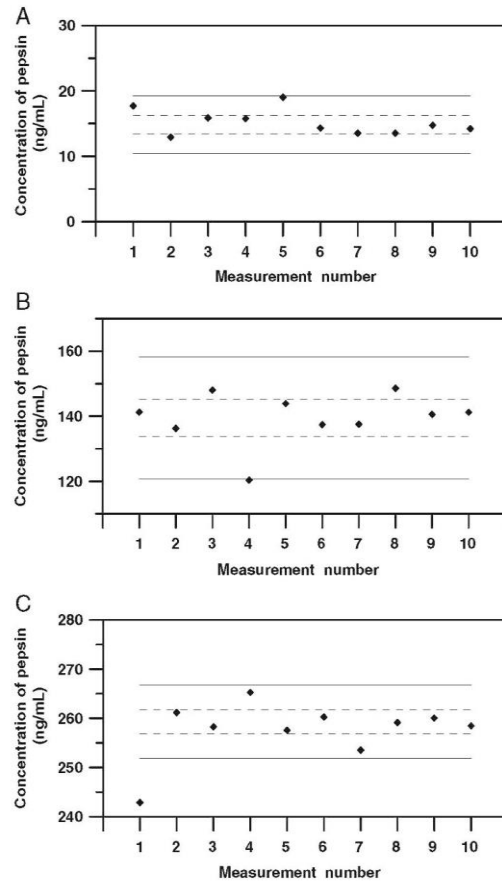 A
Concentration of pepsin
(ng/mL)
30
20
10
0
1 2 3 4 5 6 7 8 9 10
Measurement number
B
Concentration of pepsin
(ng/mL)
160
140
120
1 2 3 4 5 6 7 8 9 10
Measurement number
C
Concentration of pepsin
(ng/mL)
280
270
260
250
240
1 2 3 4 5 6 7 8 9 10
Measurement number